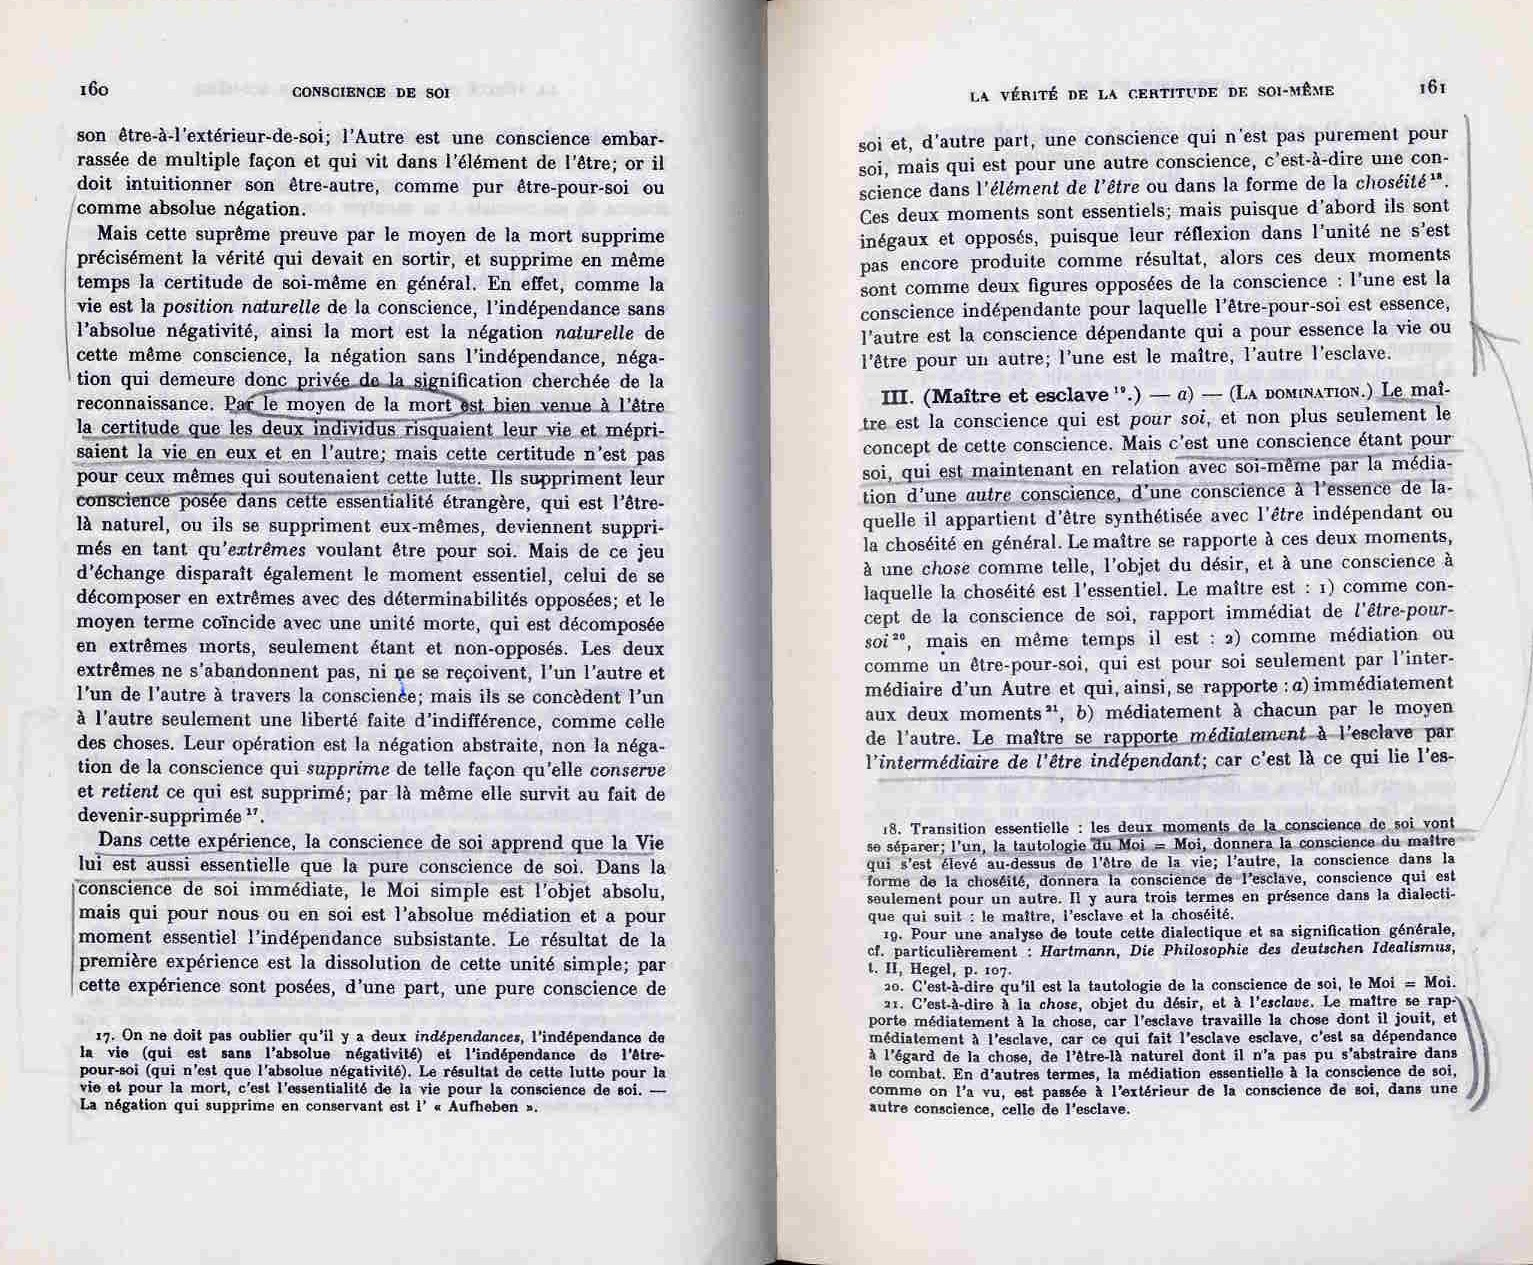 160
CONSCIENCE DE SOI
son être-à-l'extérieur-de-soi; l'Autre est une conscience embar-
rassée de multiple façon et qui vit dans l'élément de l'être; or il
doit intuitionner son être-autre, comme pur être-pour-soi ou
comme absolue négation.
Mais cette suprême preuve par le moyen de la mort supprime
précisément la vérité qui devait en sortir, et supprime en même
temps la certitude de soi-même en général. En effet, comme la
vie est la position naturelle de la conscience, l'indépendance sans
l'absolue négativité, ainsi la mort est la négation naturelle de
cette même conscience, la négation sans l'indépendance, néga-
tion qui demeure donc privée de la signification cherchée de la
reconnaissance. Par le moyen de la mort est bien venue à l'être
la certitude que les deux individus risquaient leur vie et mépri-
saient la vie en eux et en l'autre; mais cette certitude n'est pas
pour ceux mêmes qui soutenaient cette lutte. Ils suppriment leur
conscience posée dans cette essentialité étrangère, qui est l'être-
là naturel, ou ils se suppriment eux-mêmes, deviennent suppri-
més en tant qu'extrêmes voulant être pour soi. Mais de ce jeu
d'échange disparaît également le moment essentiel, celui de se
décomposer en extrêmes avec des déterminabilités opposées; et le
moyen terme coïncide avec une unité morte, qui est décomposée
en extrêmes morts, seulement étant et non-opposés. Les deux
extrêmes ne s'abandonnent pas, ni ne se reçoivent, l'un l'autre et
l'un de l'autre à travers la conscience; mais ils se concèdent l'un
à l'autre seulement une liberté faite d'indifférence, comme celle
des choses. Leur opération est la négation abstraite, non la néga-
tion de la conscience qui supprime de telle façon qu'elle conserve
et retient ce qui est supprimé; par là même elle survit au fait de
devenir-supprimée 17.
Dans cette expérience, la conscience de soi apprend que la Vie
lui est aussi essentielle que la pure conscience de soi. Dans la
conscience de soi immédiate, le Moi simple est l'objet absolu,
mais qui pour nous ou en soi est l'absolue médiation et a pour
moment essentiel l'indépendance subsistante. Le résultat de la
première expérience est la dissolution de cette unité simple; par
cette expérience sont posées, d'une part, une pure conscience de
17. On ne doit pas oublier qu'il y a deux indépendances, l'indépendance de
la vie (qui est sans l'absolue négativité) et l'indépendance de l'être-
pour-soi (qui n'est que l'absolue négativité). Le résultat de cette lutte pour la
vie et pour la mort, c'est l'essentialité de la vie pour la conscience de soi. —
La négation qui supprime en conservant est l' « Aufheben ».
LA VÉRITÉ DE LA CERTITUDE DE SOI-MÊME
161
soi et, d'autre part, une conscience qui n'est pas purement pour
soi, mais qui est pour une autre conscience, c'est-à-dire une con-
science dans l'élément de l'être ou dans la forme de la choséité 18.
Ces deux moments sont essentiels; mais puisque d'abord ils sont
inégaux et opposés, puisque leur réflexion dans l'unité ne s'est
pas encore produite comme résultat, alors ces deux moments
sont comme deux figures opposées de la conscience : l'une est la
conscience indépendante pour laquelle l'être-pour-soi est essence,
l'autre est la conscience dépendante qui a pour essence la vie ou
l'être pour un autre; l'une est le maître, l'autre l'esclave.
III. (Maître et esclave 19.) — a) — (LA DOMINATION.) Le maî-
tre est la conscience qui est pour soi, et non plus seulement le
concept de cette conscience. Mais c'est une conscience étant pour
soi, qui est maintenant en relation avec soi-même par la média-
tion d'une autre conscience, d'une conscience à l'essence de la-
quelle il appartient d'être synthétisée avec l'être indépendant ou
la choséité en général. Le maître se rapporte à ces deux moments,
à une chose comme telle, l'objet du désir, et à une conscience à
laquelle la choséité est l'essentiel. Le maître est : 1) comme con-
cept de la conscience de soi, rapport immédiat de l'être-pour-
soi 20, mais en même temps il est : 2) comme médiation ou
comme un être-pour-soi, qui est pour soi seulement par l'inter-
médiaire d'un Autre et qui, ainsi, se rapporte : a) immédiatement
aux deux moments 21, b) médiatement à chacun par le moyen
de l'autre. Le maître se rapporte médiatement à l'esclave par
l'intermédiaire de l'être indépendant; car c'est là ce qui lie l'es-
18. Transition essentielle : les deux moments de la conscience de soi vont
se séparer; l'un, la tautologie du Moi = Moi, donnera la conscience du maître
qui s'est élevé au-dessus de l'être de la vie; l'autre, la conscience dans la
forme de la choséité, donnera la conscience de l'esclave, conscience qui est
seulement pour un autre. Il y aura trois termes en présence dans la dialecti-
que qui suit : le maître, l'esclave et la choséité.
19. Pour une analyse de toute cette dialectique et sa signification générale,
cf. particulièrement : Hartmann, Die Philosophie des deutschen Idealismus,
t. II, Hegel, p. 107.
20. C'est-à-dire qu'il est la tautologie de la conscience de soi, le Moi = Moi.
21. C'est-à-dire à la chose, objet du désir, et à l'esclave. Le maître se rap-
porte médiatement à la chose, car l'esclave travaille la chose dont il jouit, et
médiatement à l'esclave, car ce qui fait l'esclave esclave, c'est sa dépendance
à l'égard de la chose, de l'être-là naturel dont il n'a pas pu s'abstraire dans
le combat. En d'autres termes, la médiation essentielle à la conscience de soi,
comme on l'a vu, est passée à l'extérieur de la conscience de soi, dans une
autre conscience, celle de l'esclave.